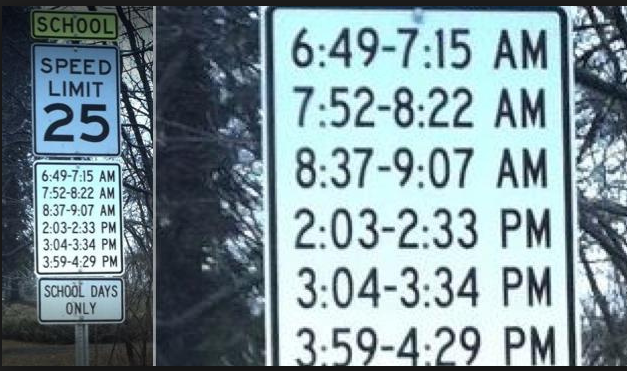 SCHOOL
SPEED
LIMIT
25
6:49-7:15 AM
7:52-8:22 AM
8:37-9:07 AM
2:03-2:33 PM
3:04-3:34 PM
3:59-4:29 PM
SCHOOL DAYS
ONLY
6:49-7:15 AM
7:52-8:22 AM
8:37-9:07 AM
2:03-2:33 PM
3:04-3:34 PM
3:59-4:29 PM